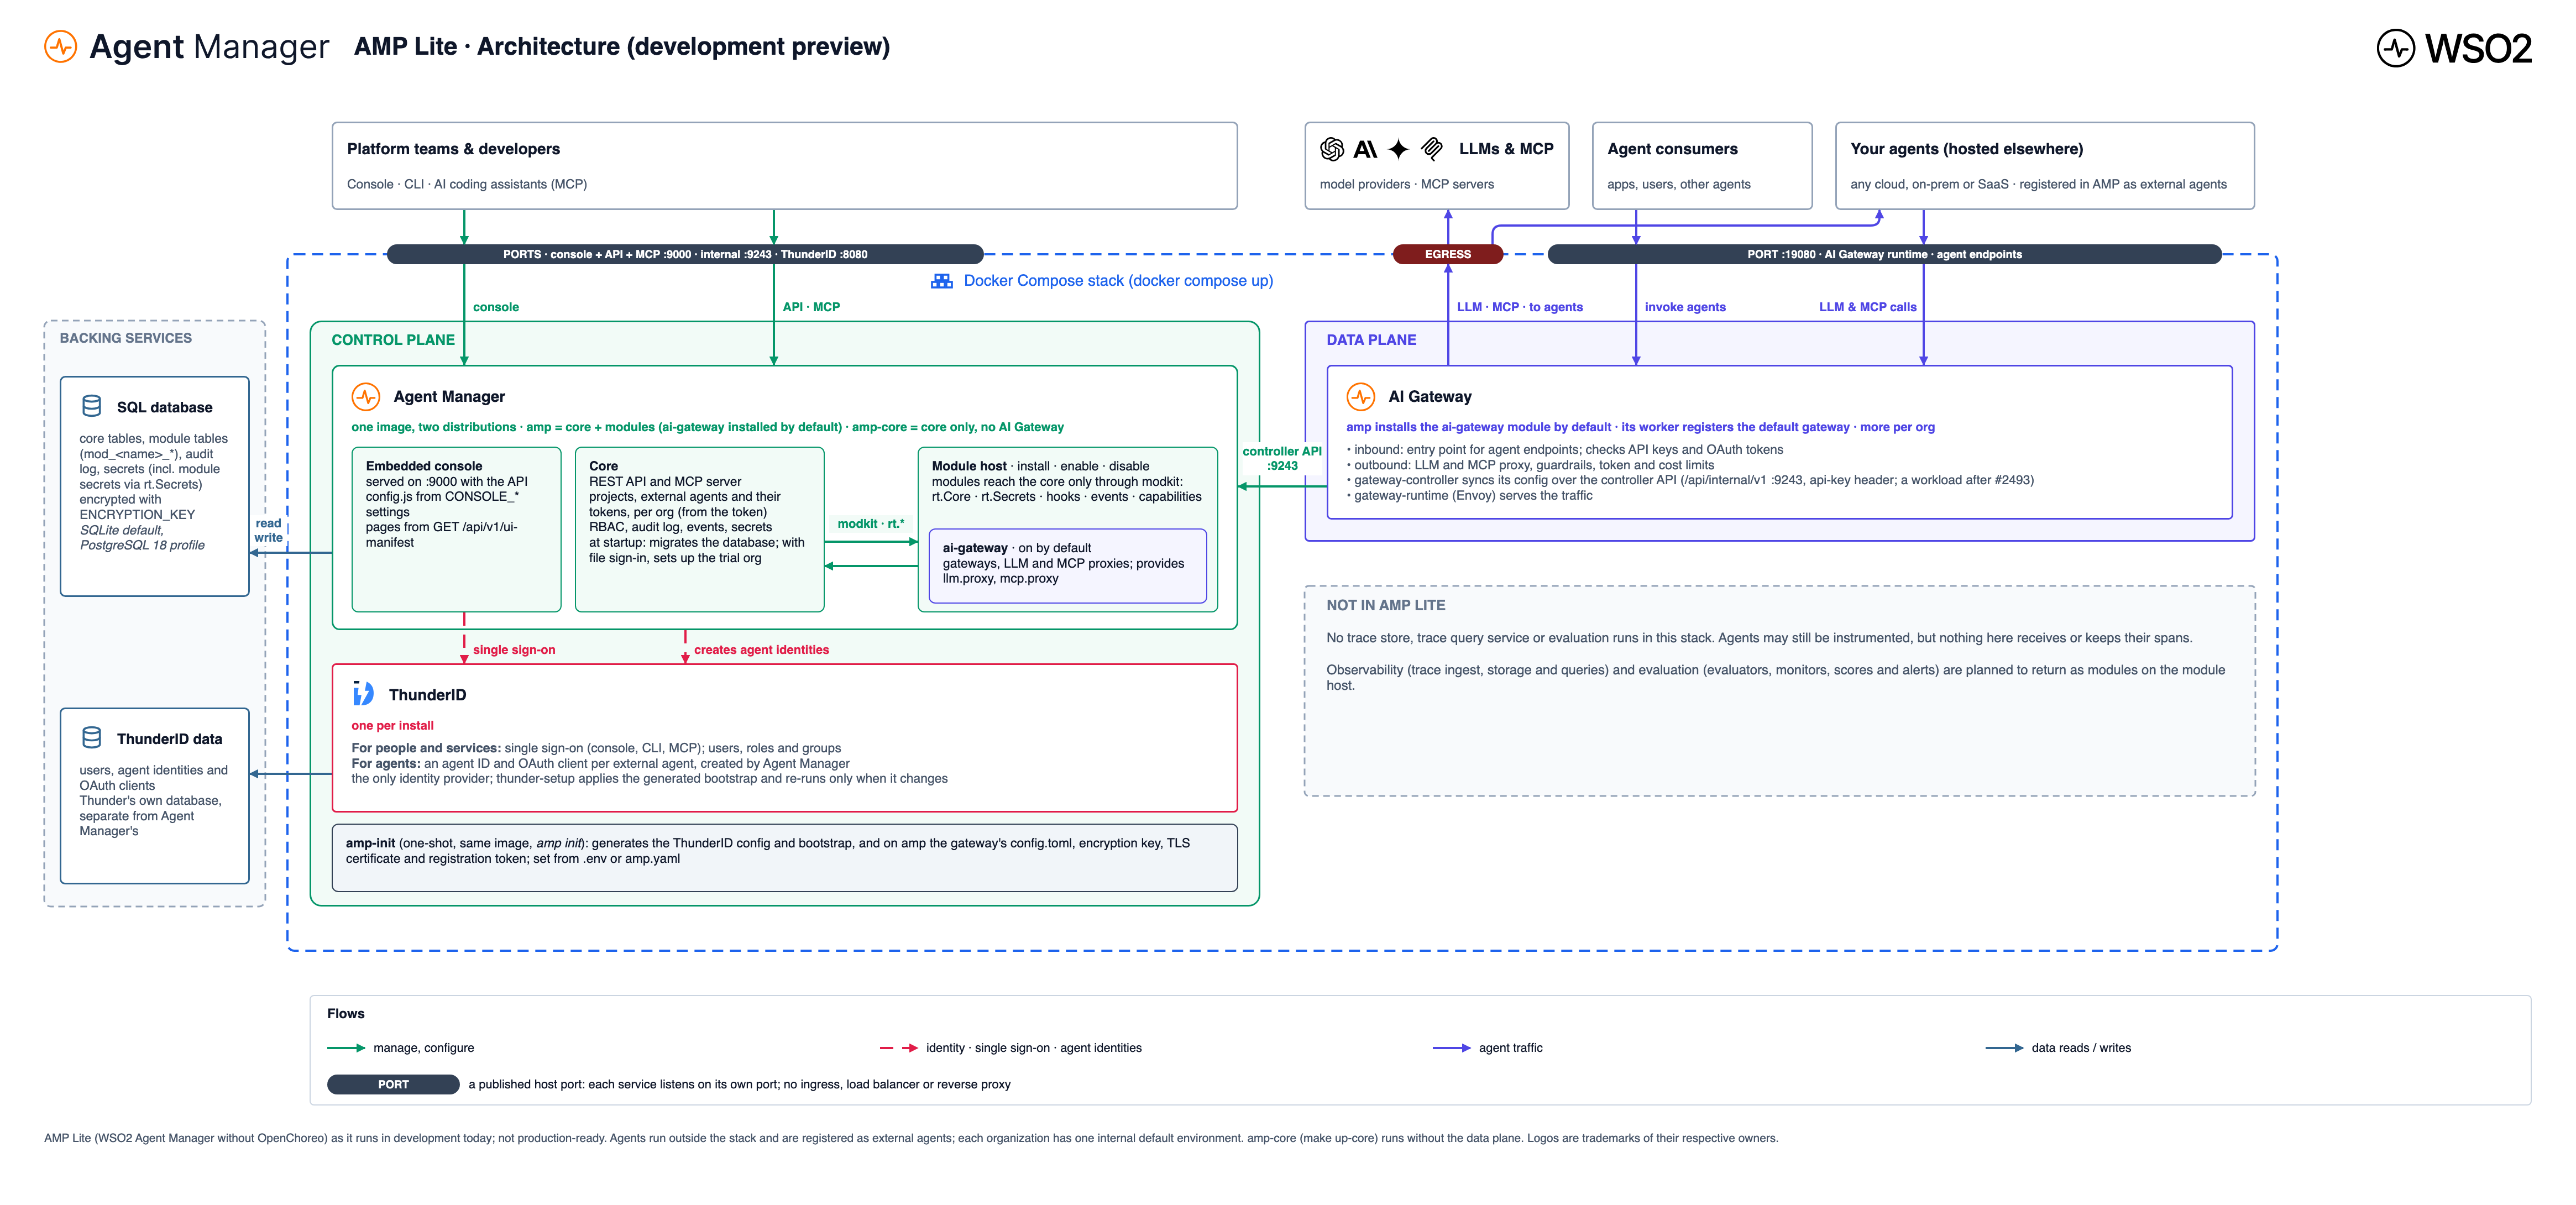 Agent Manager AMP Lite · Architecture (development preview)
WSO2
Platform teams & developers
Console · CLI · AI coding assistants (MCP)
LLMs & MCP
model providers · MCP servers
Agent consumers
apps, users, other agents
Your agents (hosted elsewhere)
any cloud, on-prem or SaaS · registered in AMP as external agents
PORTS · console + API + MCP :9000 · internal :9243 · ThunderID :8080
EGRESS
PORT :19080 · AI Gateway runtime · agent endpoints
Docker Compose stack (docker compose up)
console
API · MCP
LLM · MCP · to agents
invoke agents
LLM & MCP calls
BACKING SERVICES
SQL database
core tables, module tables
(mod_<name>_*), audit
log, secrets (incl. module
secrets via rt.Secrets)
encrypted with
ENCRYPTION_KEY
SQLite default,
PostgreSQL 18 profile
read
write
ThunderID data
users, agent identities and
OAuth clients
Thunder's own database,
separate from Agent
Manager's
CONTROL PLANE
Agent Manager
one image, two distributions · amp = core + modules (ai-gateway installed by default) · amp-core = core only, no AI Gateway
Embedded console
served on :9000 with the API
config.js from CONSOLE_*
settings
pages from GET /api/v1/ui-
manifest
Core
REST API and MCP server
projects, external agents and their
tokens, per org (from the token)
RBAC, audit log, events, secrets
at startup: migrates the database; with
file sign-in, sets up the trial org
modkit · rt.*
Module host · install · enable · disable
modules reach the core only through modkit:
rt.Core · rt.Secrets · hooks · events · capabilities
ai-gateway · on by default
gateways, LLM and MCP proxies; provides
llm.proxy, mcp.proxy
single sign-on
creates agent identities
ThunderID
one per install
For people and services: single sign-on (console, CLI, MCP); users, roles and groups
For agents: an agent ID and OAuth client per external agent, created by Agent Manager
the only identity provider; thunder-setup applies the generated bootstrap and re-runs only when it changes
amp-init (one-shot, same image, amp init): generates the ThunderID config and bootstrap, and on amp the gateway's config.toml, encryption key, TLS
certificate and registration token; set from .env or amp.yaml
controller API
:9243
DATA PLANE
AI Gateway
amp installs the ai-gateway module by default · its worker registers the default gateway · more per org
• inbound: entry point for agent endpoints; checks API keys and OAuth tokens
• outbound: LLM and MCP proxy, guardrails, token and cost limits
• gateway-controller syncs its config over the controller API (/api/internal/v1 :9243, api-key header; a workload after #2493)
• gateway-runtime (Envoy) serves the traffic
NOT IN AMP LITE
No trace store, trace query service or evaluation runs in this stack. Agents may still be instrumented, but nothing here receives or keeps their spans.
Observability (trace ingest, storage and queries) and evaluation (evaluators, monitors, scores and alerts) are planned to return as modules on the module
host.
Flows
manage, configure
identity · single sign-on · agent identities
agent traffic
data reads / writes
PORT
a published host port: each service listens on its own port; no ingress, load balancer or reverse proxy
AMP Lite (WSO2 Agent Manager without OpenChoreo) as it runs in development today; not production-ready. Agents run outside the stack and are registered as external agents; each organization has one internal default environment. amp-core (make up-core) runs without the data plane. Logos are trademarks of their respective owners.